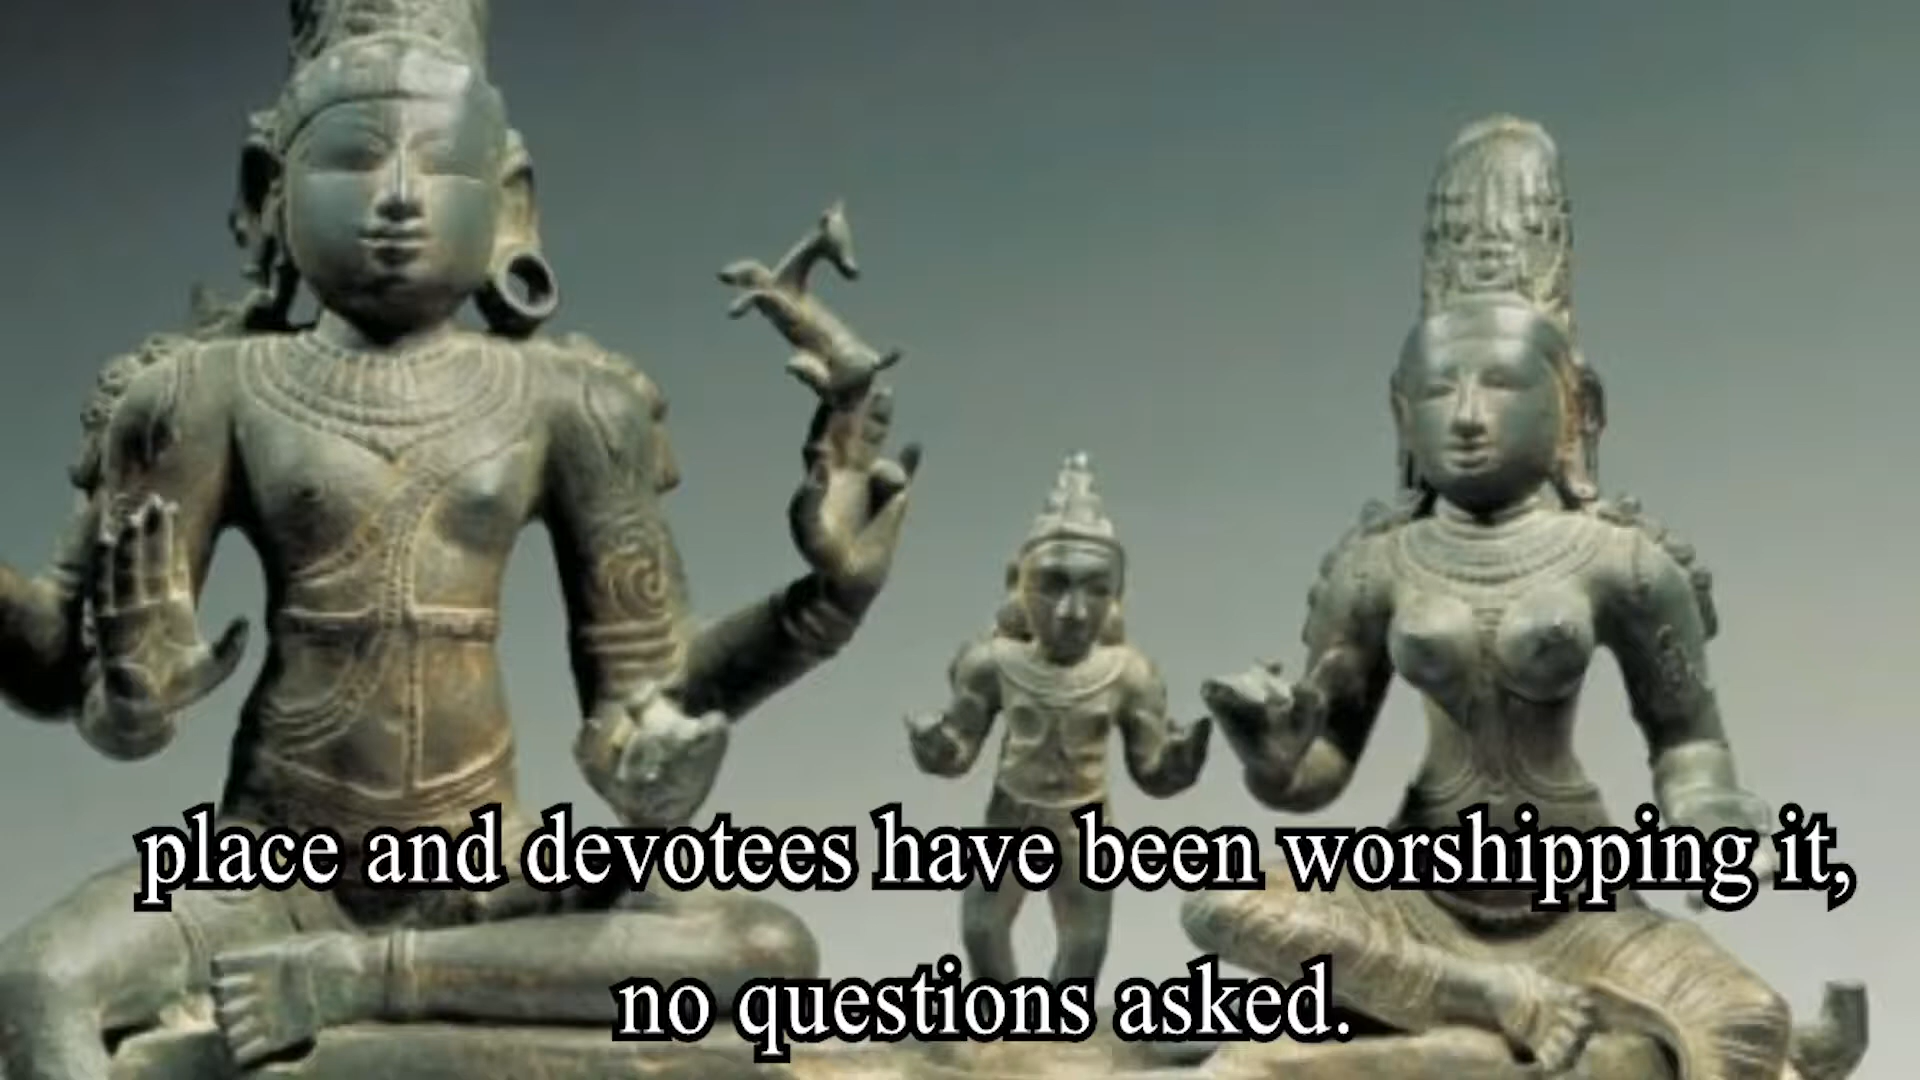 place and devotees have been worshipping it,
no questions asked.